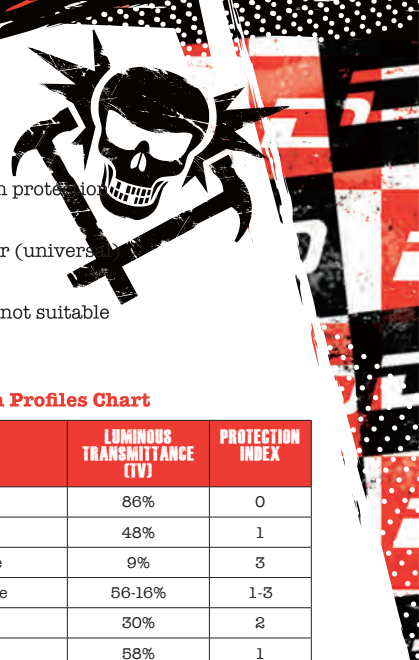 n protection
r (universal)
not suitable
n Profiles Chart
LUMINOUS TRANSMITTANCE (TV) PROTECTION INDEX
86% 0
48% 1
e 9% 3
e 56-16% 1-3
30% 2
58% 1